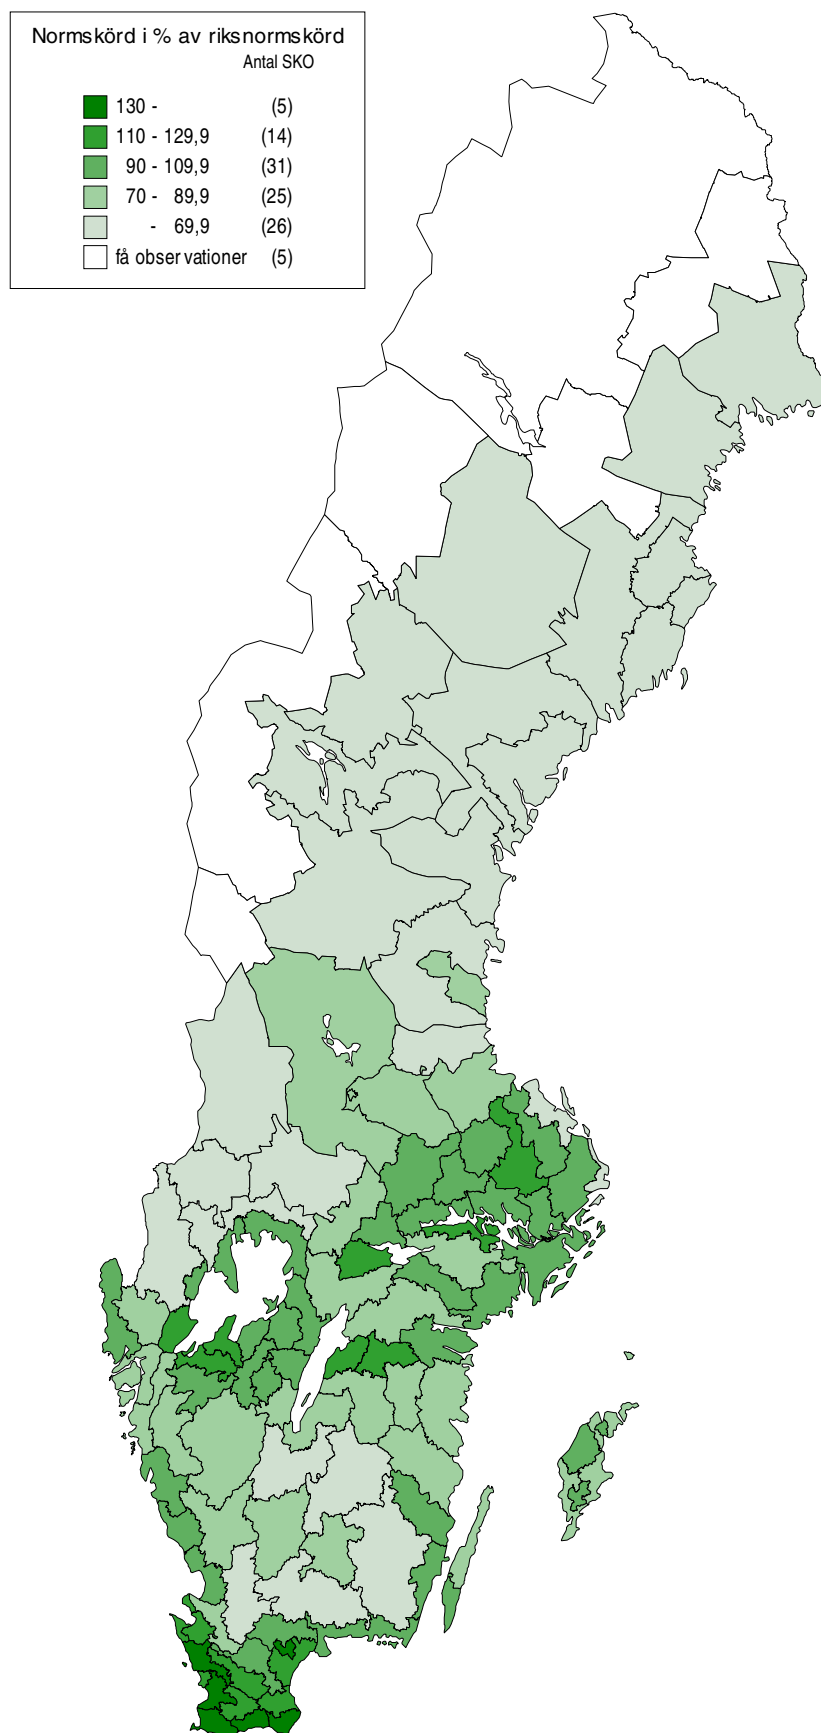 Normskörd i % av riksnormskörd
Antal SKO
130 - (5)
110 - 129,9 (14)
90 - 109,9 (31)
70 - 89,9 (25)
- 69,9 (26)
få observationer (5)